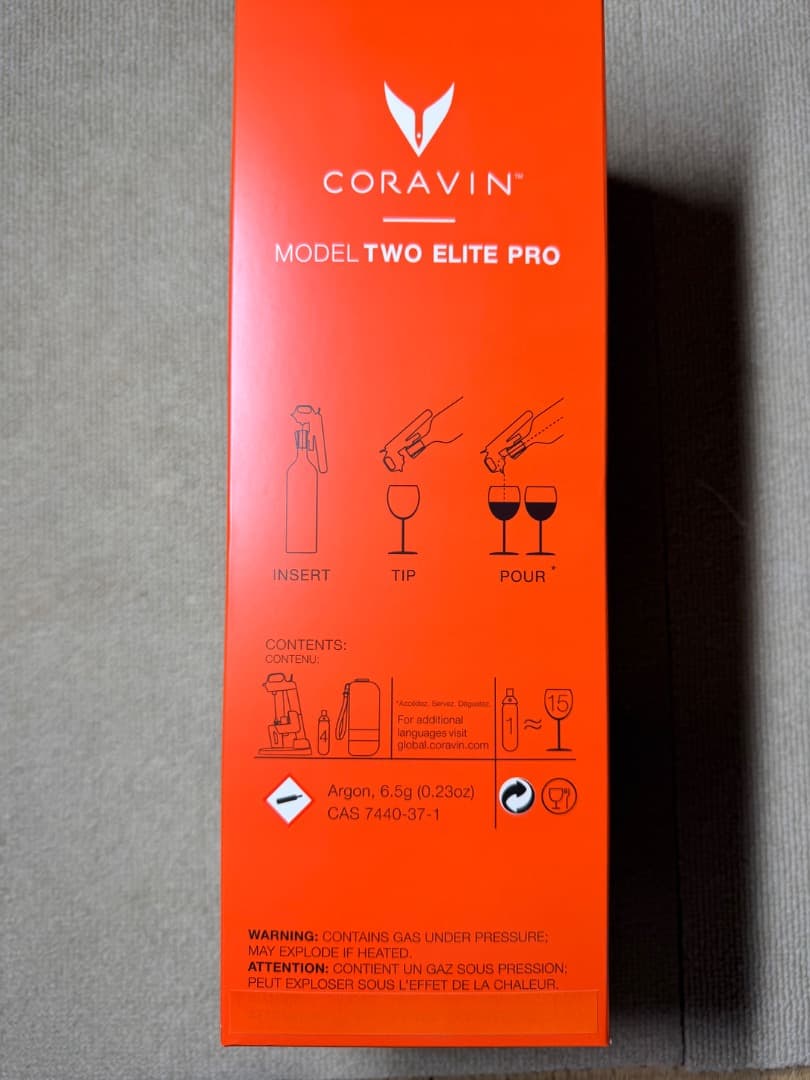 CORAVIN™
MODEL TWO ELITE PRO
INSERT
TIP
POUR *
CONTENTS:
CONTENU:
4
*Accédez. Servez. Dégustez.
For additional
languages visit
global.coravin.com
1 ≈ 15
Argon, 6.5g (0.23oz)
CAS 7440-37-1
WARNING: CONTAINS GAS UNDER PRESSURE;
MAY EXPLODE IF HEATED.
ATTENTION: CONTIENT UN GAZ SOUS PRESSION;
PEUT EXPLOSER SOUS L'EFFET DE LA CHALEUR.